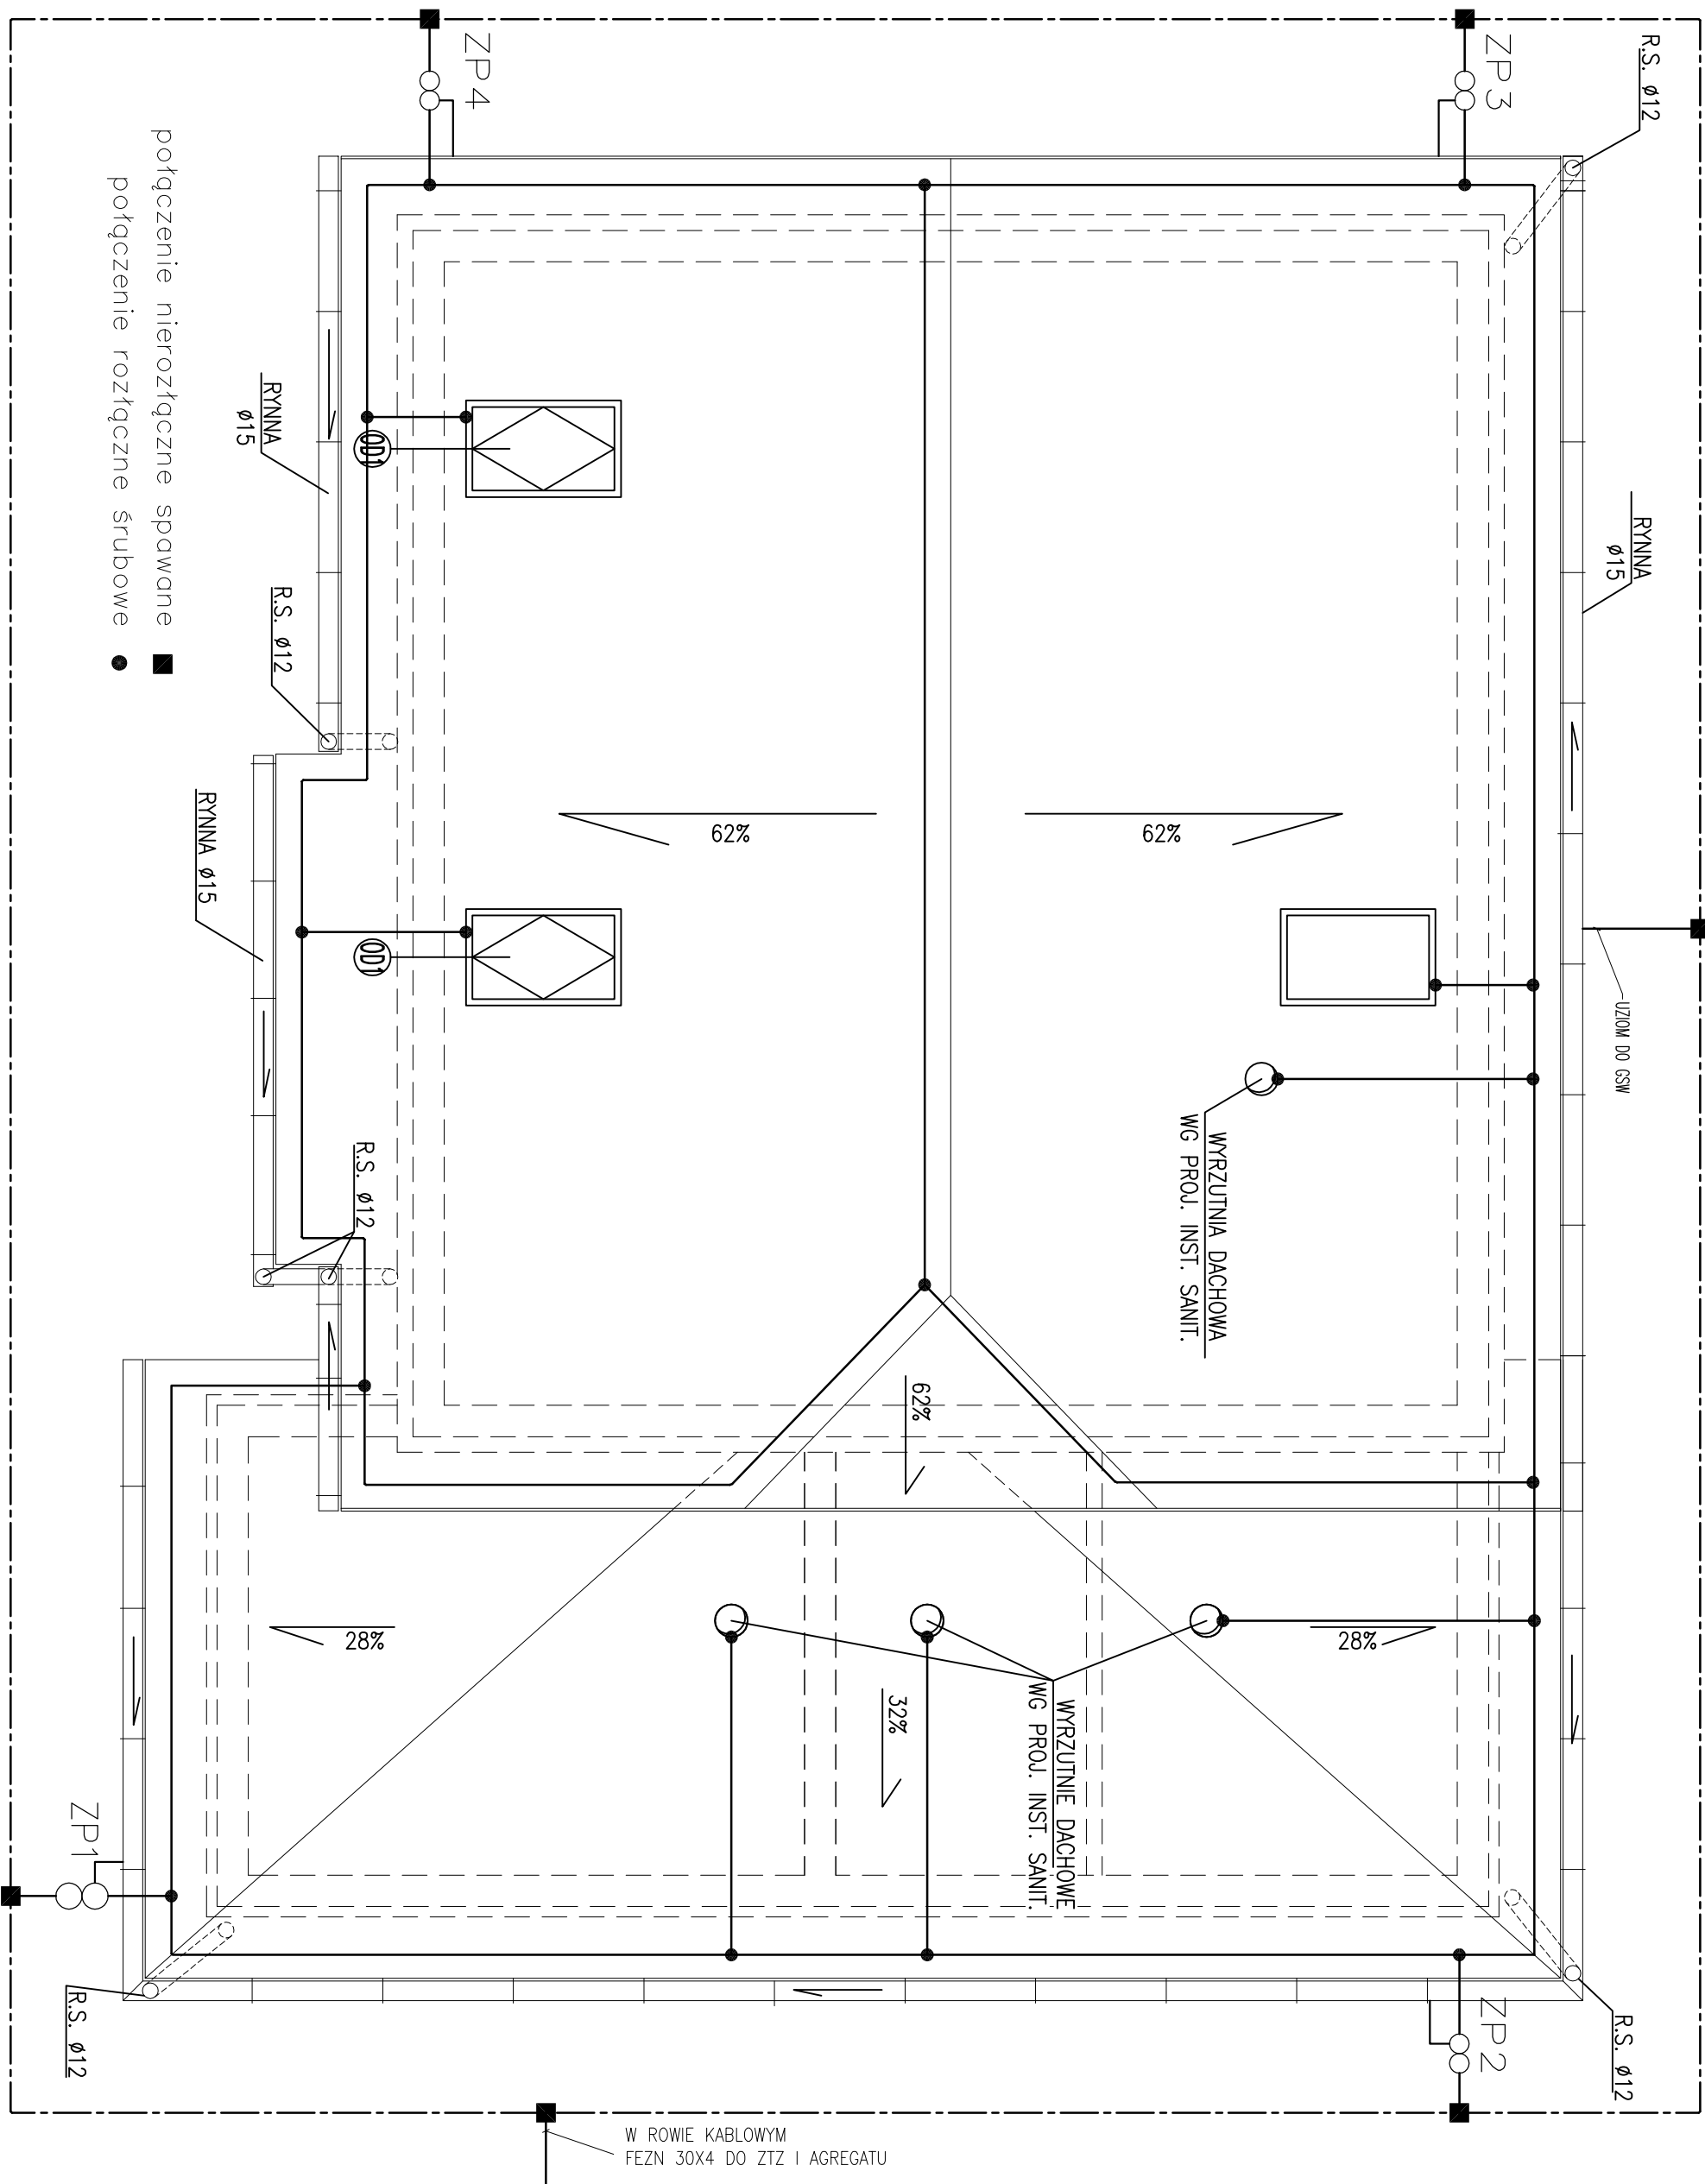 ZP4
ZP3
R.S. ø12
połączenie nierozłączne spawane
połączenie rozłączne śrubowe
RYNNA
ø15
RYNNA
ø15
OD1
R.S. ø12
62%
62%
RYNNA ø15
OD1
UZIOM DO GSW
WYRZUTNIA DACHOWA
WG PROJ. INST. SANIT.
R.S. ø12
62%
28%
28%
32%
WYRZUTNIE DACHOWE
WG PROJ. INST. SANIT.
ZP1
ZP2
R.S. ø12
R.S. ø12
W ROWIE KABLOWYM
FEZN 30X4 DO ZTZ I AGREGATU